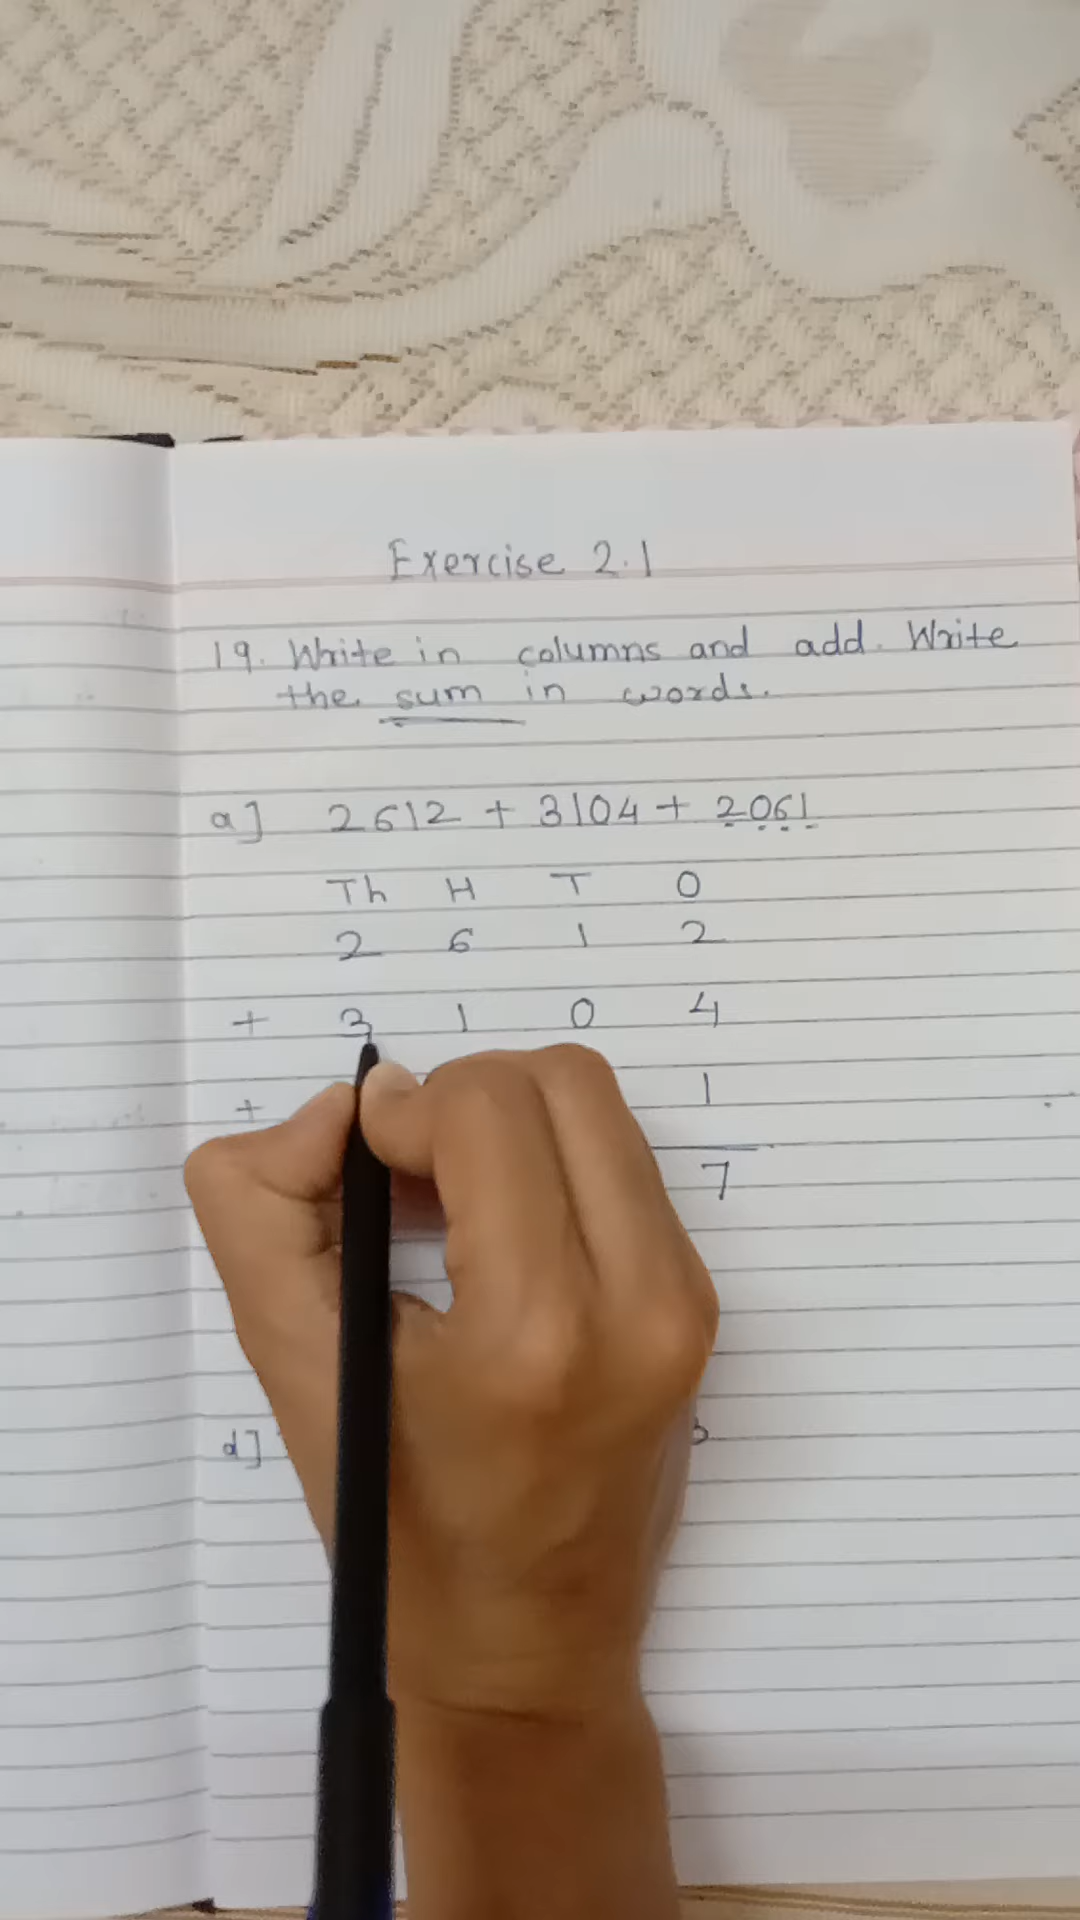 Exercise 2.1
19. Write in columns and add. Write
the sum in words.
a] 2612 + 3104 + 2061
Th H T O
2 6 1 2
+ 3 1 0 4
+ 1
7
d]